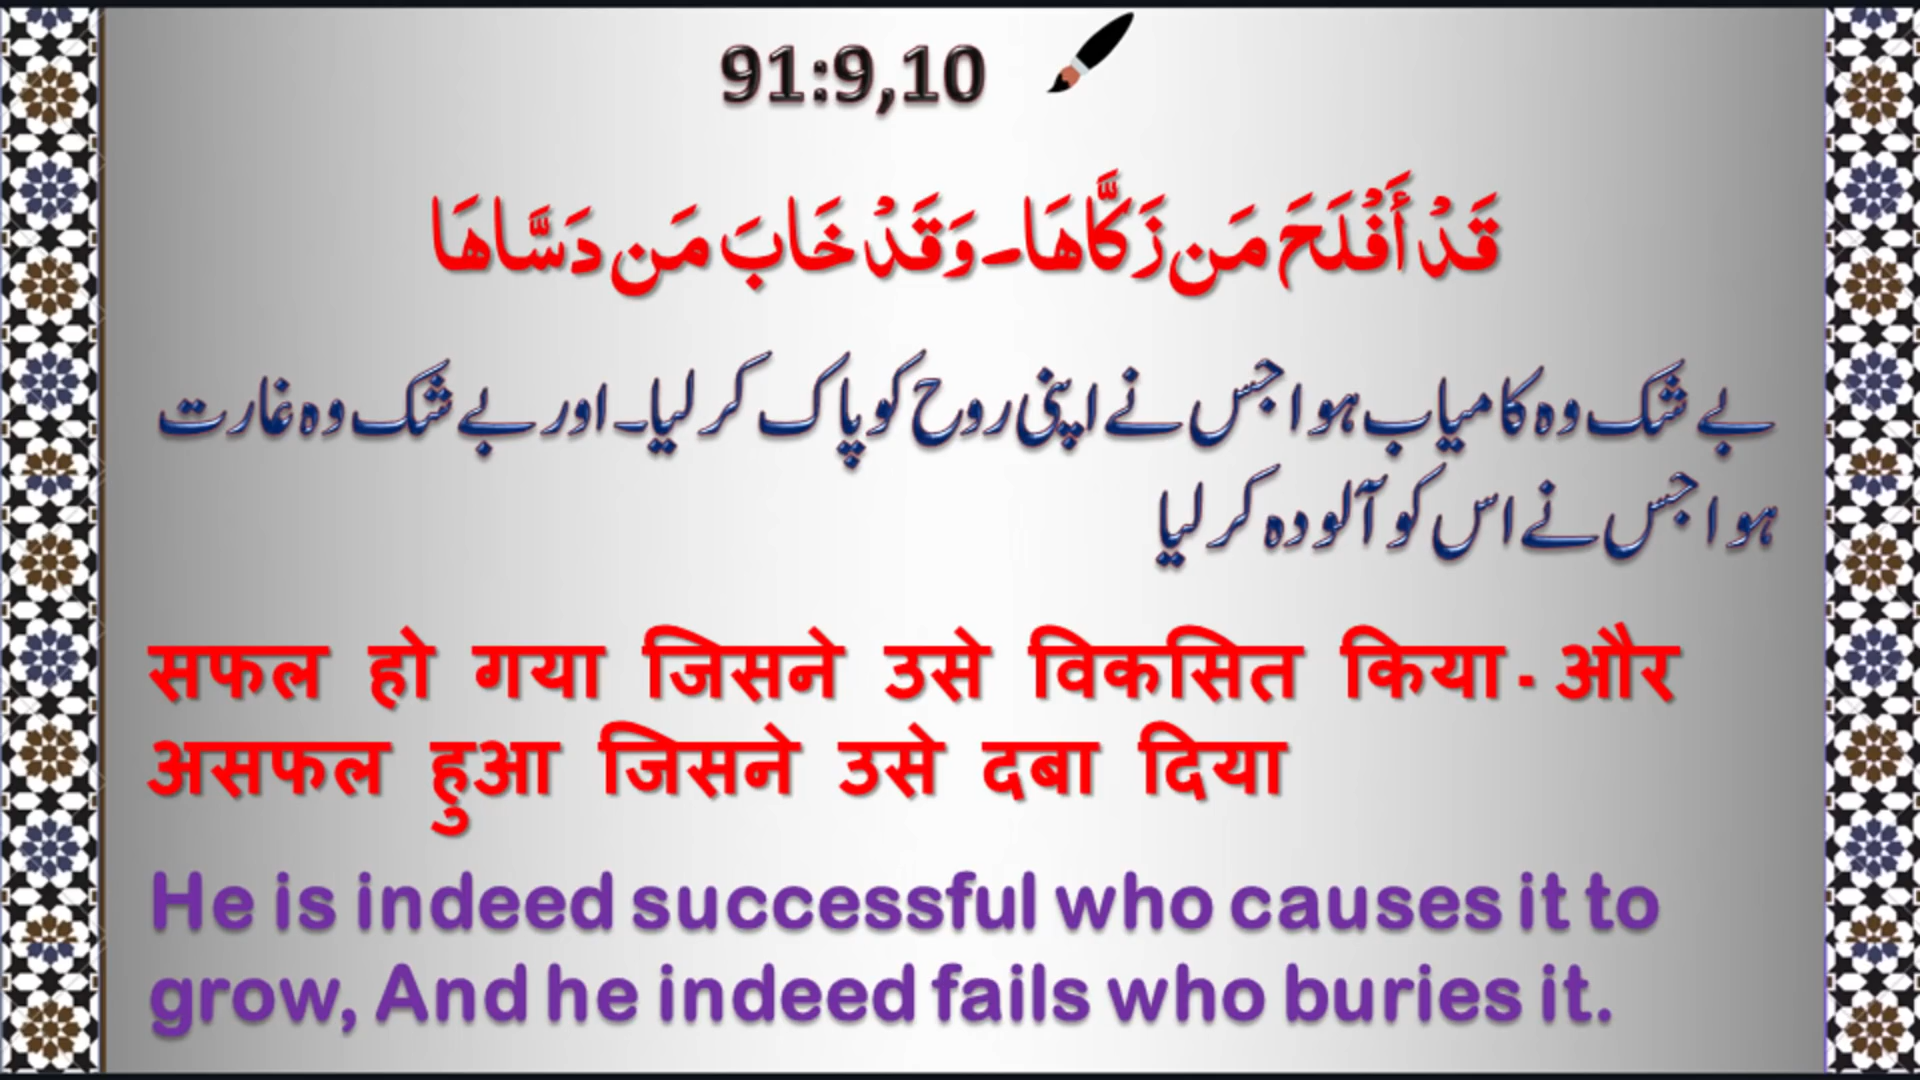 91:9,10
قَدْ أَفْلَحَ مَن زَكَّاهَا۔وَقَدْ خَابَ مَن دَسَّاهَا
بے شک وہ کامیاب ہوا جس نے اپنی روح کو پاک کر لیا۔ اور بے شک وہ غارت
ہوا جس نے اس کو آلودہ کر لیا
सफल हो गया जिसने उसे विकसित किया - और
असफल हुआ जिसने उसे दबा दिया
He is indeed successful who causes it to
grow, And he indeed fails who buries it.